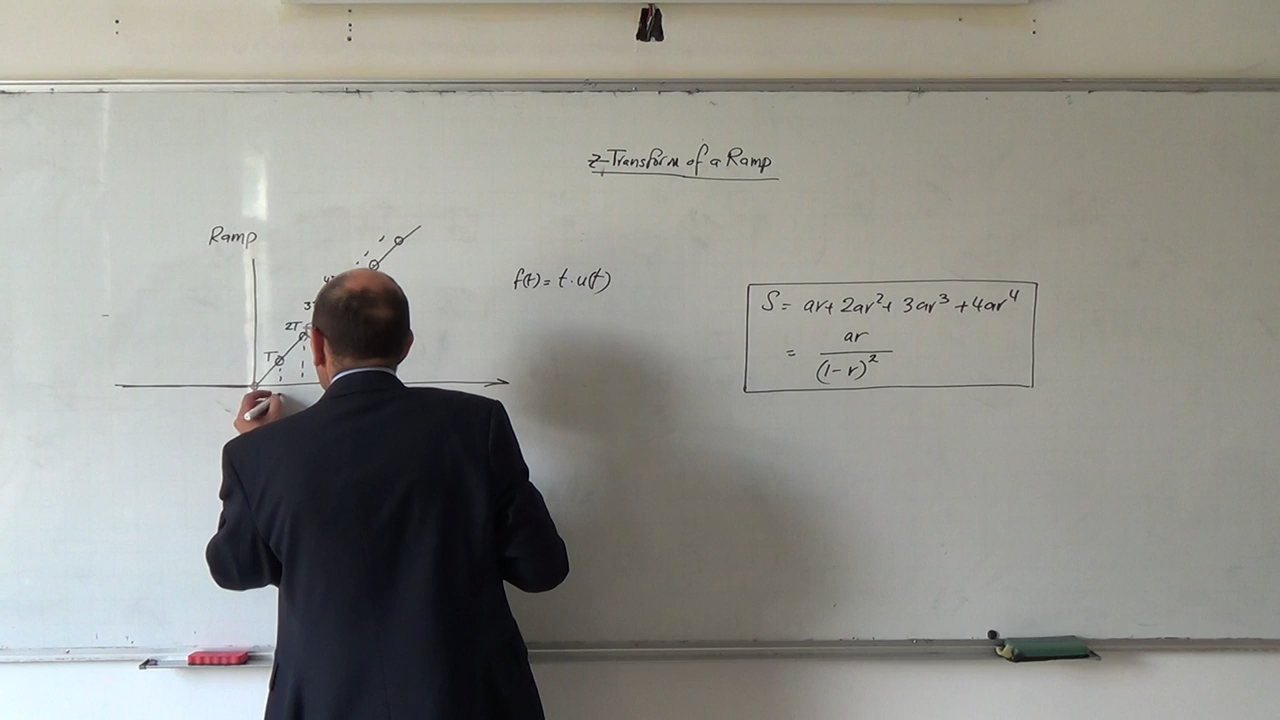 z-Transform of a Ramp
Ramp
f(t) = t·u(t)
2T
T
S = ar + 2ar² + 3ar³ + 4ar⁴
= ar / (1-r)²